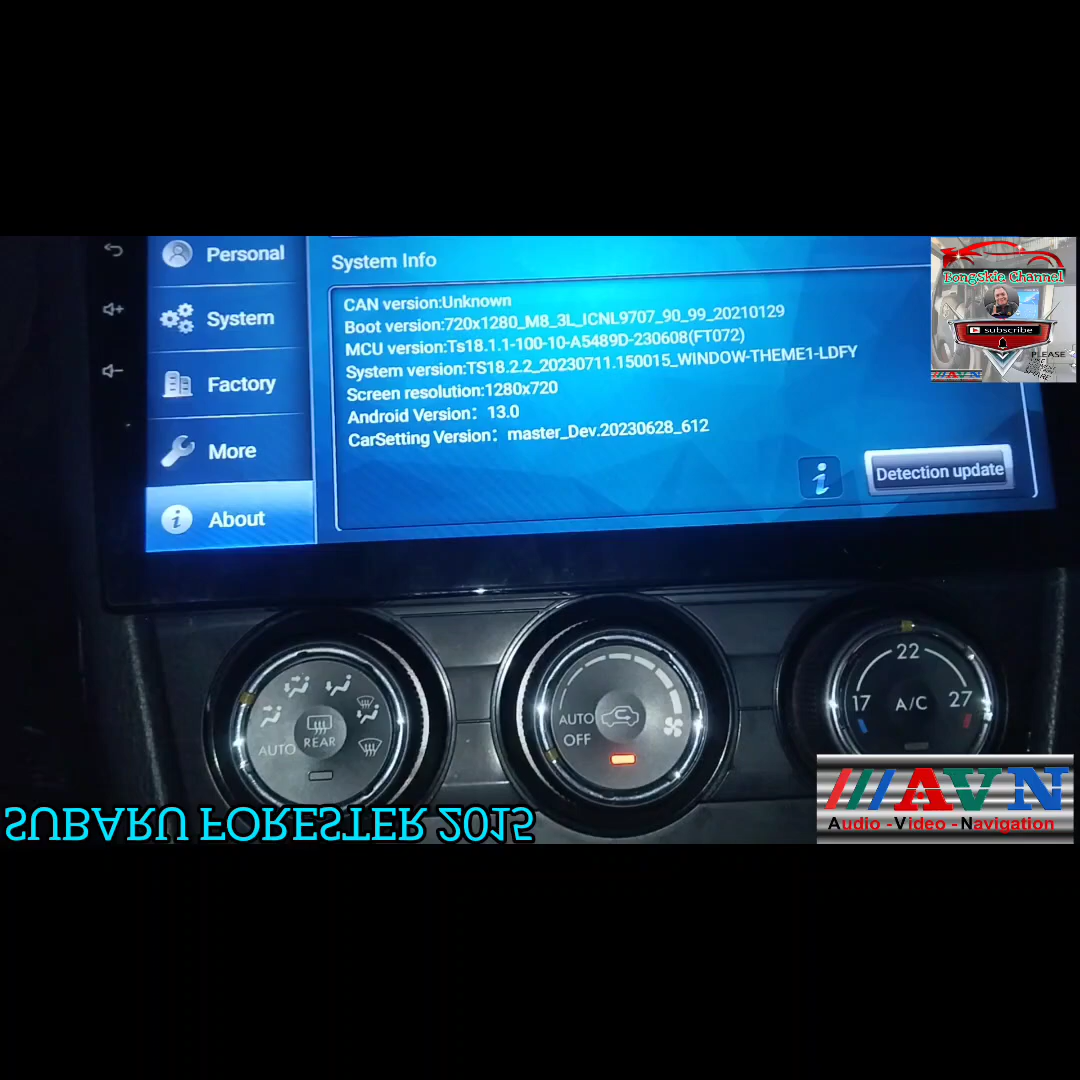 Personal
System
Factory
More
About
System Info
CAN version:Unknown
Boot version:720x1280_M8_3L_ICNL9707_90_99_20210129
MCU version:Ts18.1.1-100-10-A5489D-230608(FT072)
System version:TS18.2.2_20230711.150015_WINDOW-THEME1-LDFY
Screen resolution:1280x720
Android Version： 13.0
CarSetting Version： master_Dev.20230628_612
Detection update
Bongskie Channel
subscribe
PLEASE
AUTO
REAR
AUTO
OFF
22
17 A/C 27
SUBARU FORESTER 2015
///AVN
Audio - Video - Navigation